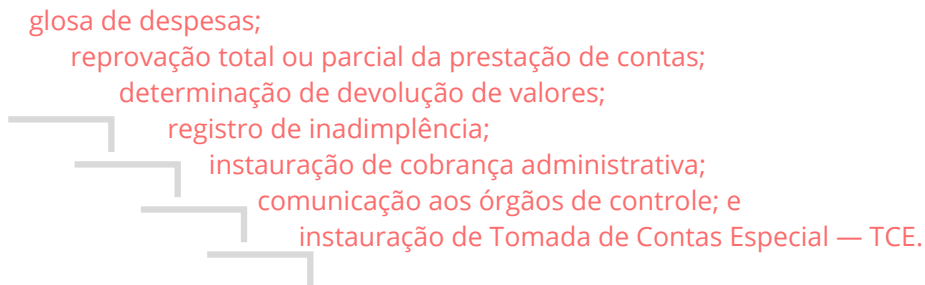 glosa de despesas;
reprovação total ou parcial da prestação de contas;
determinação de devolução de valores;
registro de inadimplência;
instauração de cobrança administrativa;
comunicação aos órgãos de controle; e
instauração de Tomada de Contas Especial — TCE.